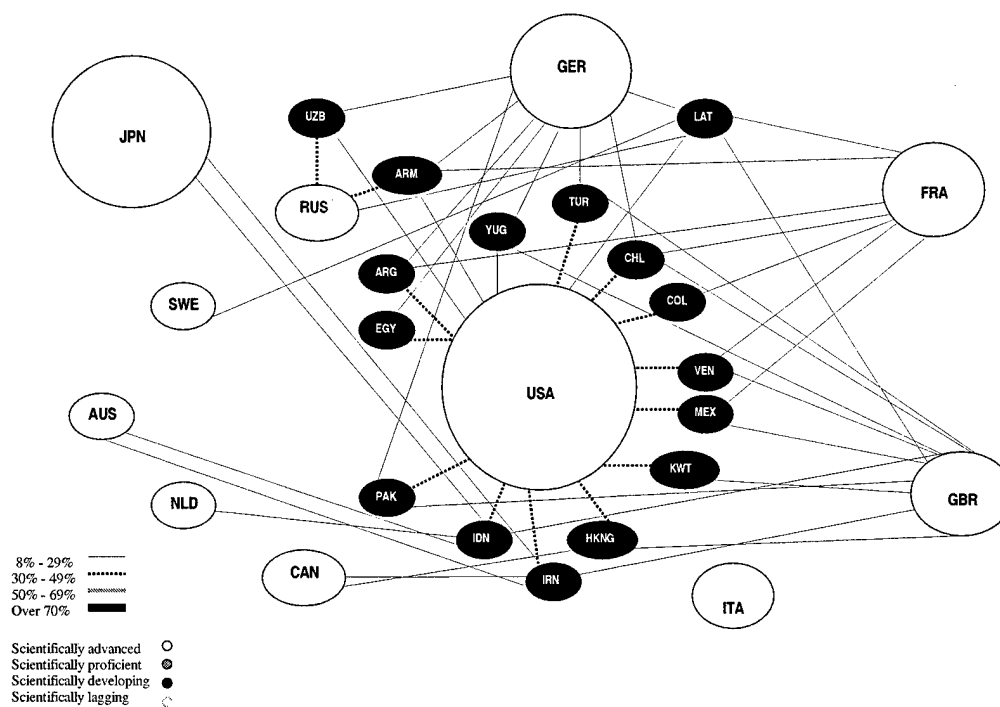 GER
JPN
UZB
LAT
ARM
FRA
RUS
TUR
YUG
CHL
ARG
SWE
COL
EGY
VEN
USA
MEX
AUS
KWT
PAK
NLD
GBR
IDN
HKNG
8% - 29%
CAN
30% - 49%
IRN
50% - 69%
ITA
Over 70%
Scientifically advanced
Scientifically proficient
Scientifically developing
Scientifically lagging